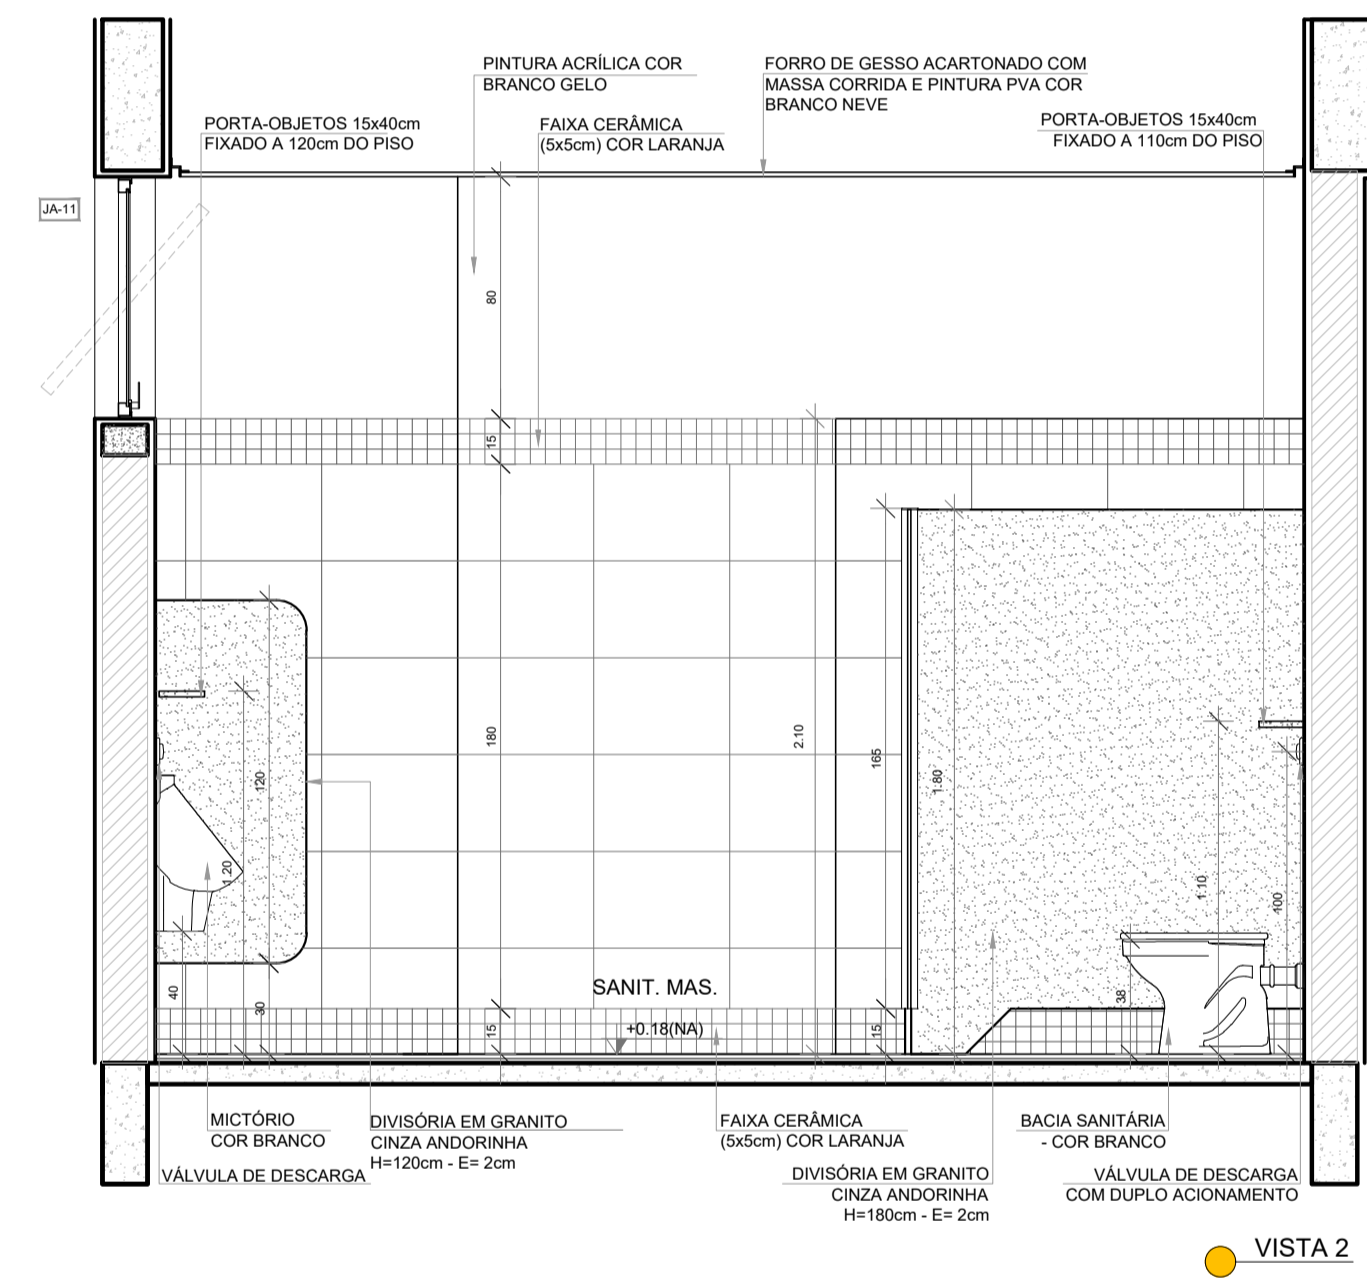 PINTURA ACRÍLICA COR
BRANCO GELO
FORRO DE GESSO ACARTONADO COM
MASSA CORRIDA E PINTURA PVA COR
BRANCO NEVE
PORTA-OBJETOS 15x40cm
FIXADO A 120cm DO PISO
FAIXA CERÂMICA
(5x5cm) COR LARANJA
PORTA-OBJETOS 15x40cm
FIXADO A 110cm DO PISO
JA-11
80
15
180
2.10
165
1.80
120
1.20
1.10
100
38
40
30
SANIT. MAS.
+0.18(NA)
15
15
MICTÓRIO
COR BRANCO
VÁLVULA DE DESCARGA
DIVISÓRIA EM GRANITO
CINZA ANDORINHA
H=120cm - E= 2cm
FAIXA CERÂMICA
(5x5cm) COR LARANJA
DIVISÓRIA EM GRANITO
CINZA ANDORINHA
H=180cm - E= 2cm
BACIA SANITÁRIA
- COR BRANCO
VÁLVULA DE DESCARGA
COM DUPLO ACIONAMENTO
VISTA 2